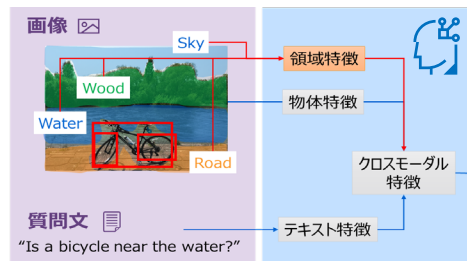 画像
Sky
Wood
Water
Road
質問文
“Is a bicycle near the water?”
領域特徴
物体特徴
クロスモーダル
特徴
テキスト特徴